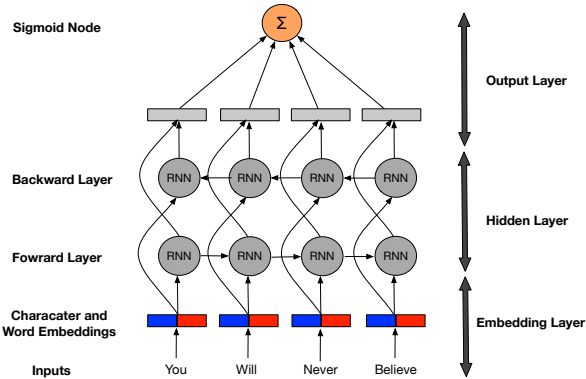 Sigmoid Node
Σ
Output Layer
Backward Layer
RNN RNN RNN RNN
Hidden Layer
Fowrard Layer
RNN RNN RNN RNN
Characater and
Word Embeddings
Embedding Layer
Inputs
You Will Never Believe